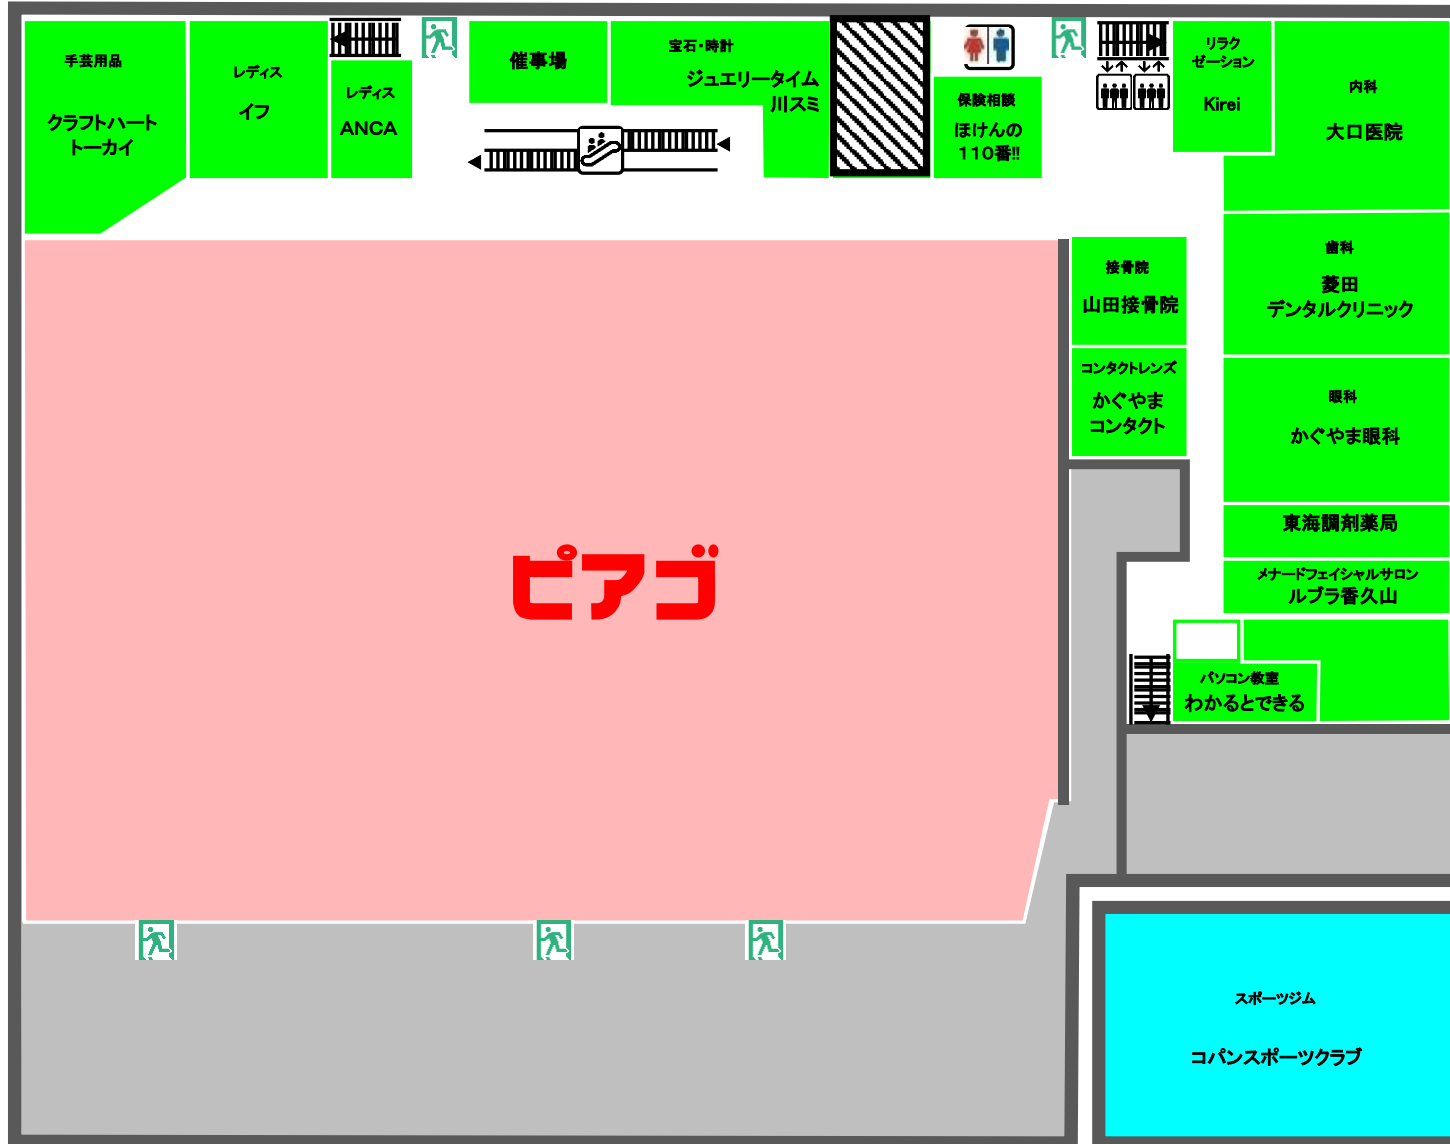 手芸用品
クラフトハート
トーカイ
レディス
イフ
レディス
ANCA
催事場
宝石・時計
ジュエリータイム
川スミ
保険相談
ほけんの
110番!!
リラク
ゼーション
Kirei
内科
大口医院
接骨院
山田接骨院
歯科
菱田
デンタルクリニック
コンタクトレンズ
かぐやま
コンタクト
眼科
かぐやま眼科
東海調剤薬局
メナードフェイシャルサロン
ルブラ香久山
ピアゴ
パソコン教室
わかるとできる
スポーツジム
コパンスポーツクラブ